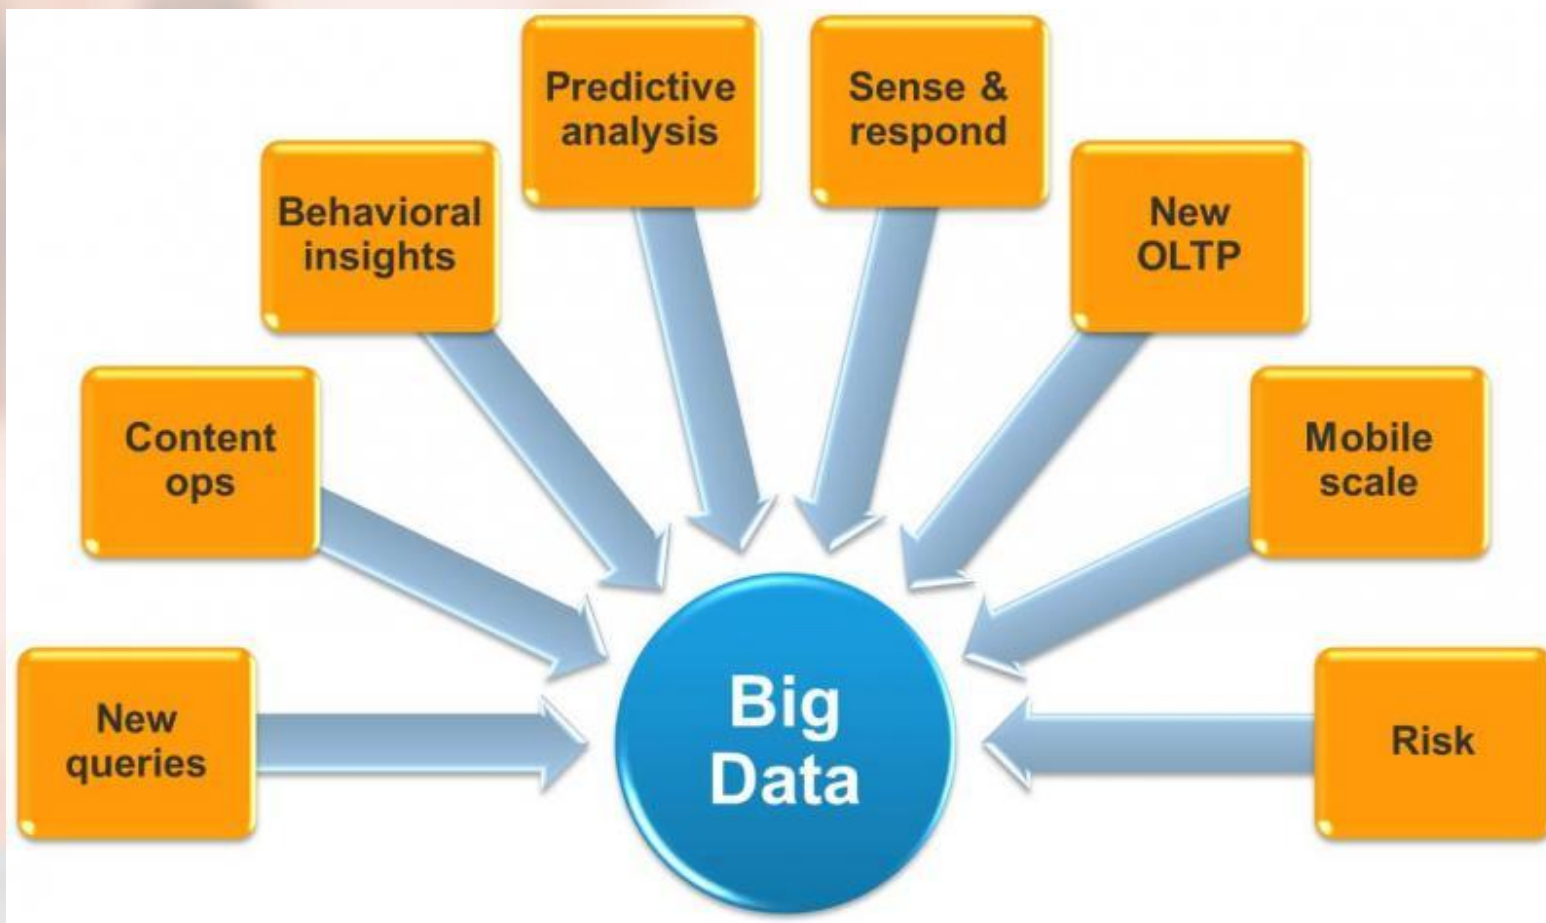 Predictive
analysis
Sense &
respond
Behavioral
insights
New
OLTP
Content
ops
Mobile
scale
New
queries
Big
Data
Risk